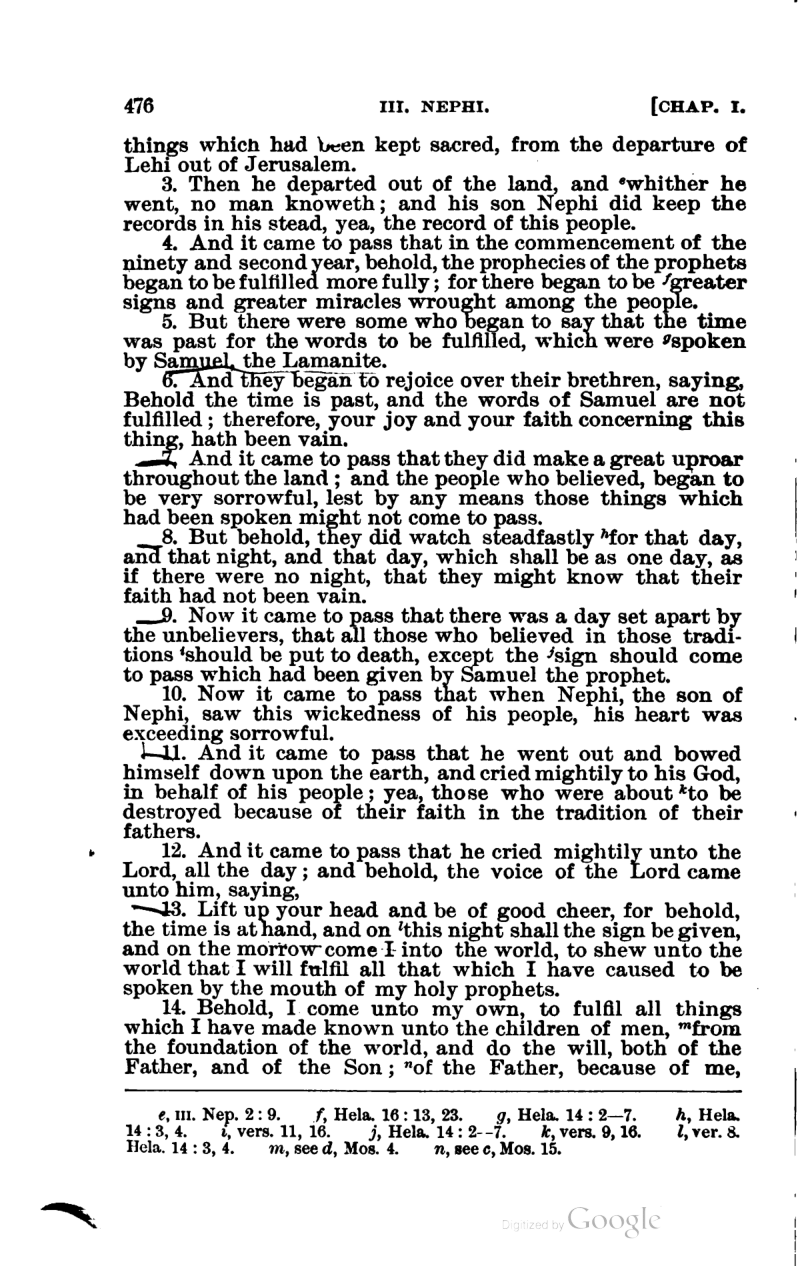 476 III. NEPHI. [CHAP. I.
things which had been kept sacred, from the departure of
Lehi out of Jerusalem.
3. Then he departed out of the land, and ewhither he
went, no man knoweth; and his son Nephi did keep the
records in his stead, yea, the record of this people.
4. And it came to pass that in the commencement of the
ninety and second year, behold, the prophecies of the prophets
began to be fulfilled more fully; for there began to be fgreater
signs and greater miracles wrought among the people.
5. But there were some who began to say that the time
was past for the words to be fulfilled, which were gspoken
by Samuel, the Lamanite.
6. And they began to rejoice over their brethren, saying,
Behold the time is past, and the words of Samuel are not
fulfilled; therefore, your joy and your faith concerning this
thing, hath been vain.
7. And it came to pass that they did make a great uproar
throughout the land; and the people who believed, began to
be very sorrowful, lest by any means those things which
had been spoken might not come to pass.
8. But behold, they did watch steadfastly hfor that day,
and that night, and that day, which shall be as one day, as
if there were no night, that they might know that their
faith had not been vain.
9. Now it came to pass that there was a day set apart by
the unbelievers, that all those who believed in those tradi-
tions ishould be put to death, except the jsign should come
to pass which had been given by Samuel the prophet.
10. Now it came to pass that when Nephi, the son of
Nephi, saw this wickedness of his people, his heart was
exceeding sorrowful.
11. And it came to pass that he went out and bowed
himself down upon the earth, and cried mightily to his God,
in behalf of his people; yea, those who were about kto be
destroyed because of their faith in the tradition of their
fathers.
12. And it came to pass that he cried mightily unto the
Lord, all the day; and behold, the voice of the Lord came
unto him, saying,
13. Lift up your head and be of good cheer, for behold,
the time is at hand, and on lthis night shall the sign be given,
and on the morrow come I into the world, to shew unto the
world that I will fulfil all that which I have caused to be
spoken by the mouth of my holy prophets.
14. Behold, I come unto my own, to fulfil all things
which I have made known unto the children of men, mfrom
the foundation of the world, and do the will, both of the
Father, and of the Son; nof the Father, because of me,
e, III. Nep. 2:9. f, Hela. 16:13, 23. g, Hela. 14:2—7. h, Hela.
14:3, 4. i, vers. 11, 16. j, Hela. 14:2--7. k, vers. 9, 16. l, ver. 8.
Hela. 14:3, 4. m, see d, Mos. 4. n, see c, Mos. 15.
Digitized by Google